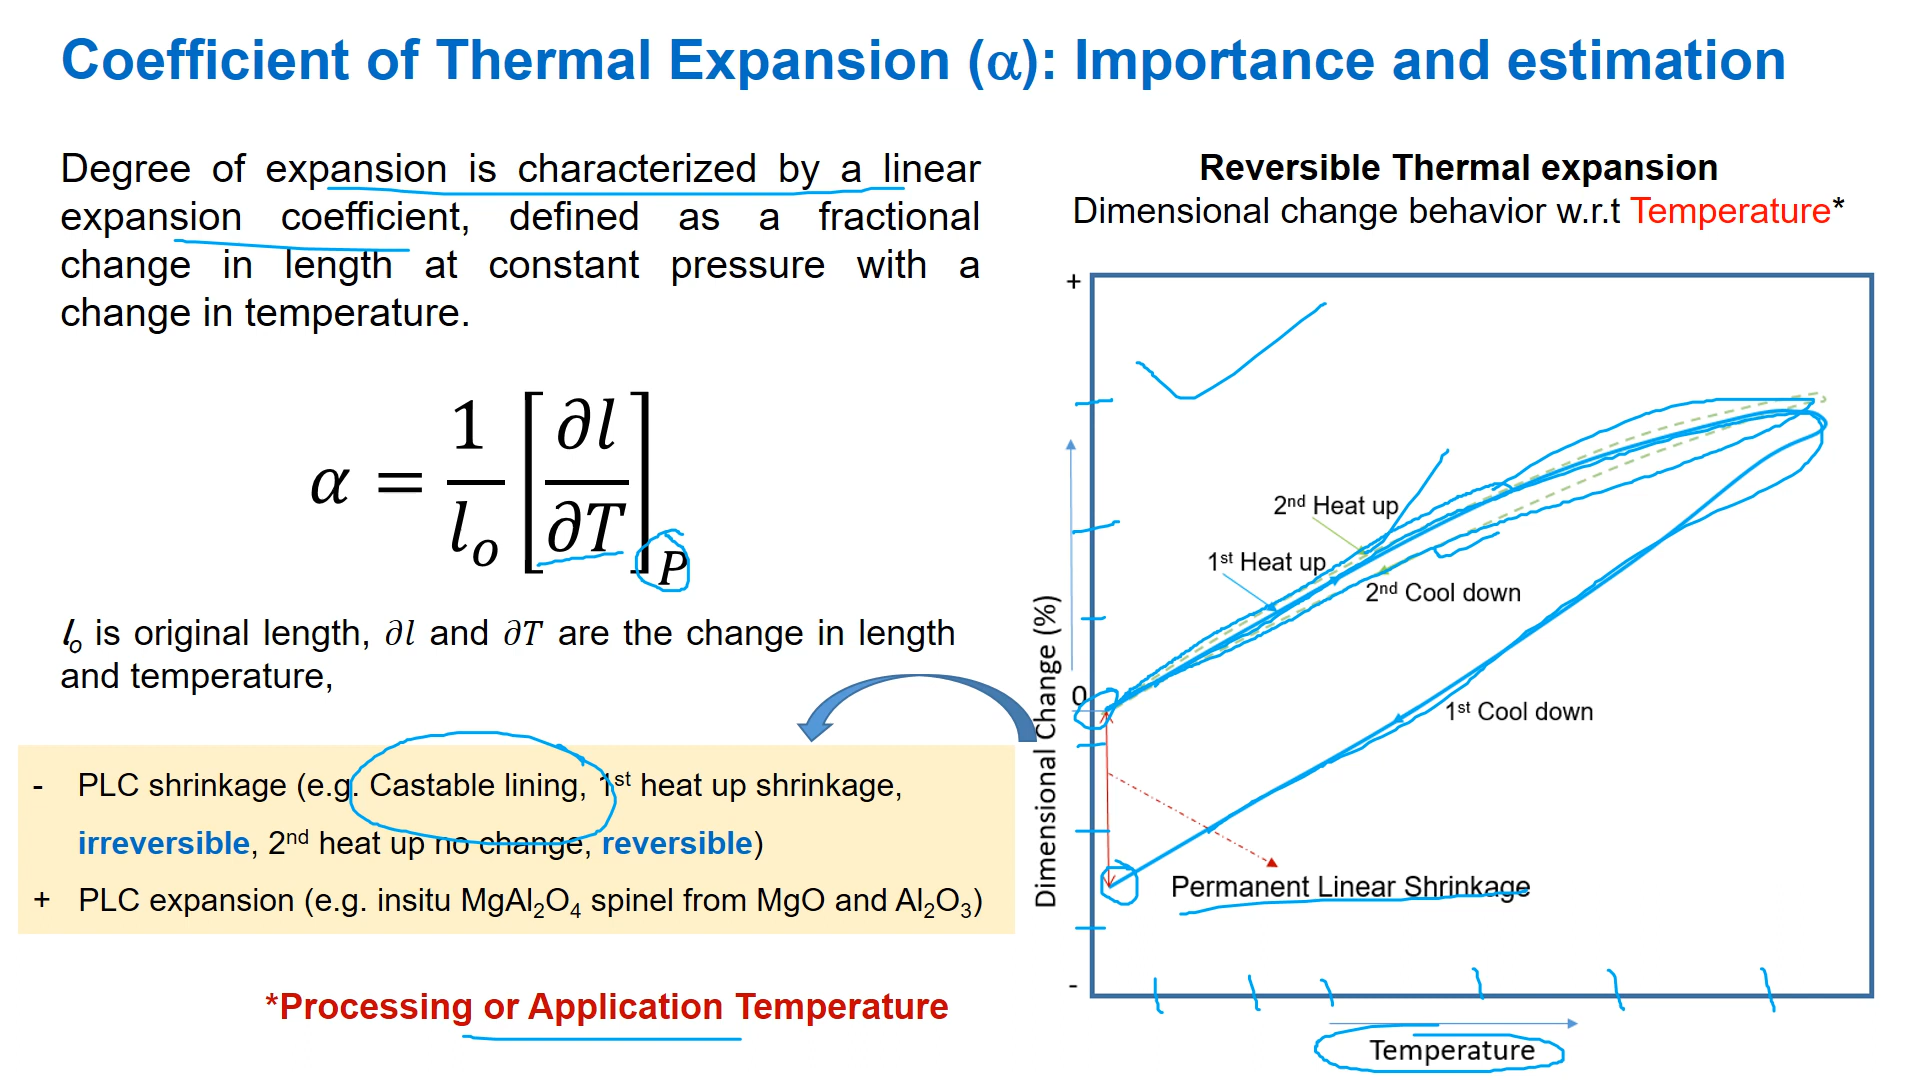 Coefficient of Thermal Expansion (α): Importance and estimation
Degree of expansion is characterized by a linear
expansion coefficient, defined as a fractional
change in length at constant pressure with a
change in temperature.
α = 1/lₒ [∂l/∂T]P
lₒ is original length, ∂l and ∂T are the change in length
and temperature,
- PLC shrinkage (e.g. Castable lining, 1st heat up shrinkage,
irreversible, 2nd heat up no change, reversible)
+ PLC expansion (e.g. insitu MgAl₂O₄ spinel from MgO and Al₂O₃)
*Processing or Application Temperature
Reversible Thermal expansion
Dimensional change behavior w.r.t Temperature*
+
2nd Heat up
1st Heat up
2nd Cool down
0
1st Cool down
Dimensional Change (%)
Permanent Linear Shrinkage
-
Temperature